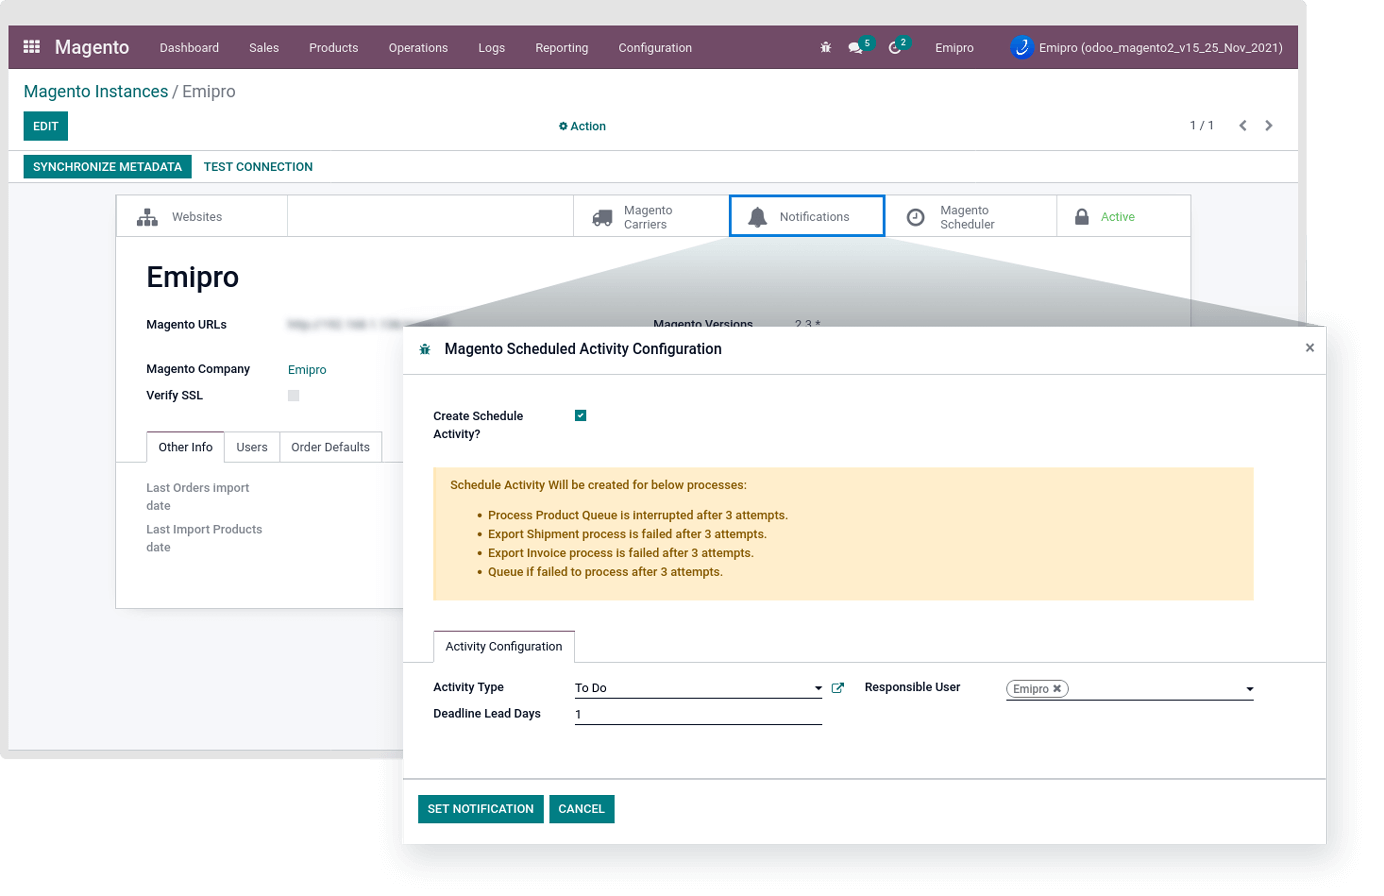 Magento Dashboard Sales Products Operations Logs Reporting Configuration 5 2 Emipro Emipro (odoo_magento2_v15_25_Nov_2021)
Magento Instances / Emipro
EDIT Action 1 / 1
SYNCHRONIZE METADATA TEST CONNECTION
Websites Magento Carriers Notifications Magento Scheduler Active
Emipro
Magento URLs Magento Versions 2.3.*
Magento Company Emipro
Verify SSL
Other Info Users Order Defaults
Last Orders import
date
Last Import Products
date
Magento Scheduled Activity Configuration ×
Create Schedule
Activity?
Schedule Activity Will be created for below processes:
• Process Product Queue is interrupted after 3 attempts.
• Export Shipment process is failed after 3 attempts.
• Export Invoice process is failed after 3 attempts.
• Queue if failed to process after 3 attempts.
Activity Configuration
Activity Type To Do Responsible User Emipro ×
Deadline Lead Days 1
SET NOTIFICATION CANCEL